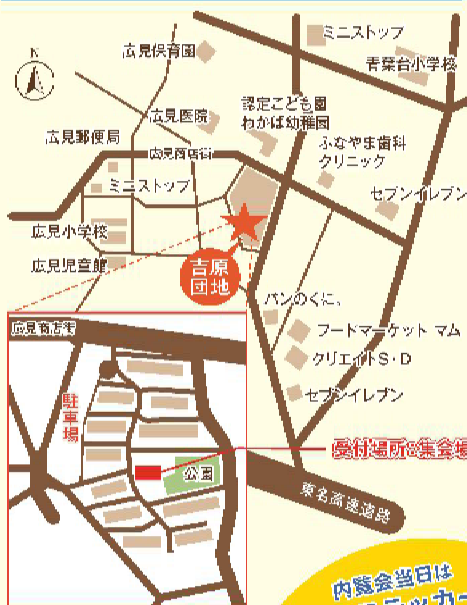 ミニストップ
広見保育園
青葉台小学校
N
広見医院
認定こども園
わかば幼稚園
広見郵便局
広見商店街
ふなやま歯科
クリニック
ミニストップ
セブンイレブン
広見小学校
広見児童館
吉原
団地
パンのくに。
フードマーケット マム
クリエイトS・D
セブンイレブン
広見商店街
駐車場
公園
受付場所
集会場
東名高速道路
内覧会当日は